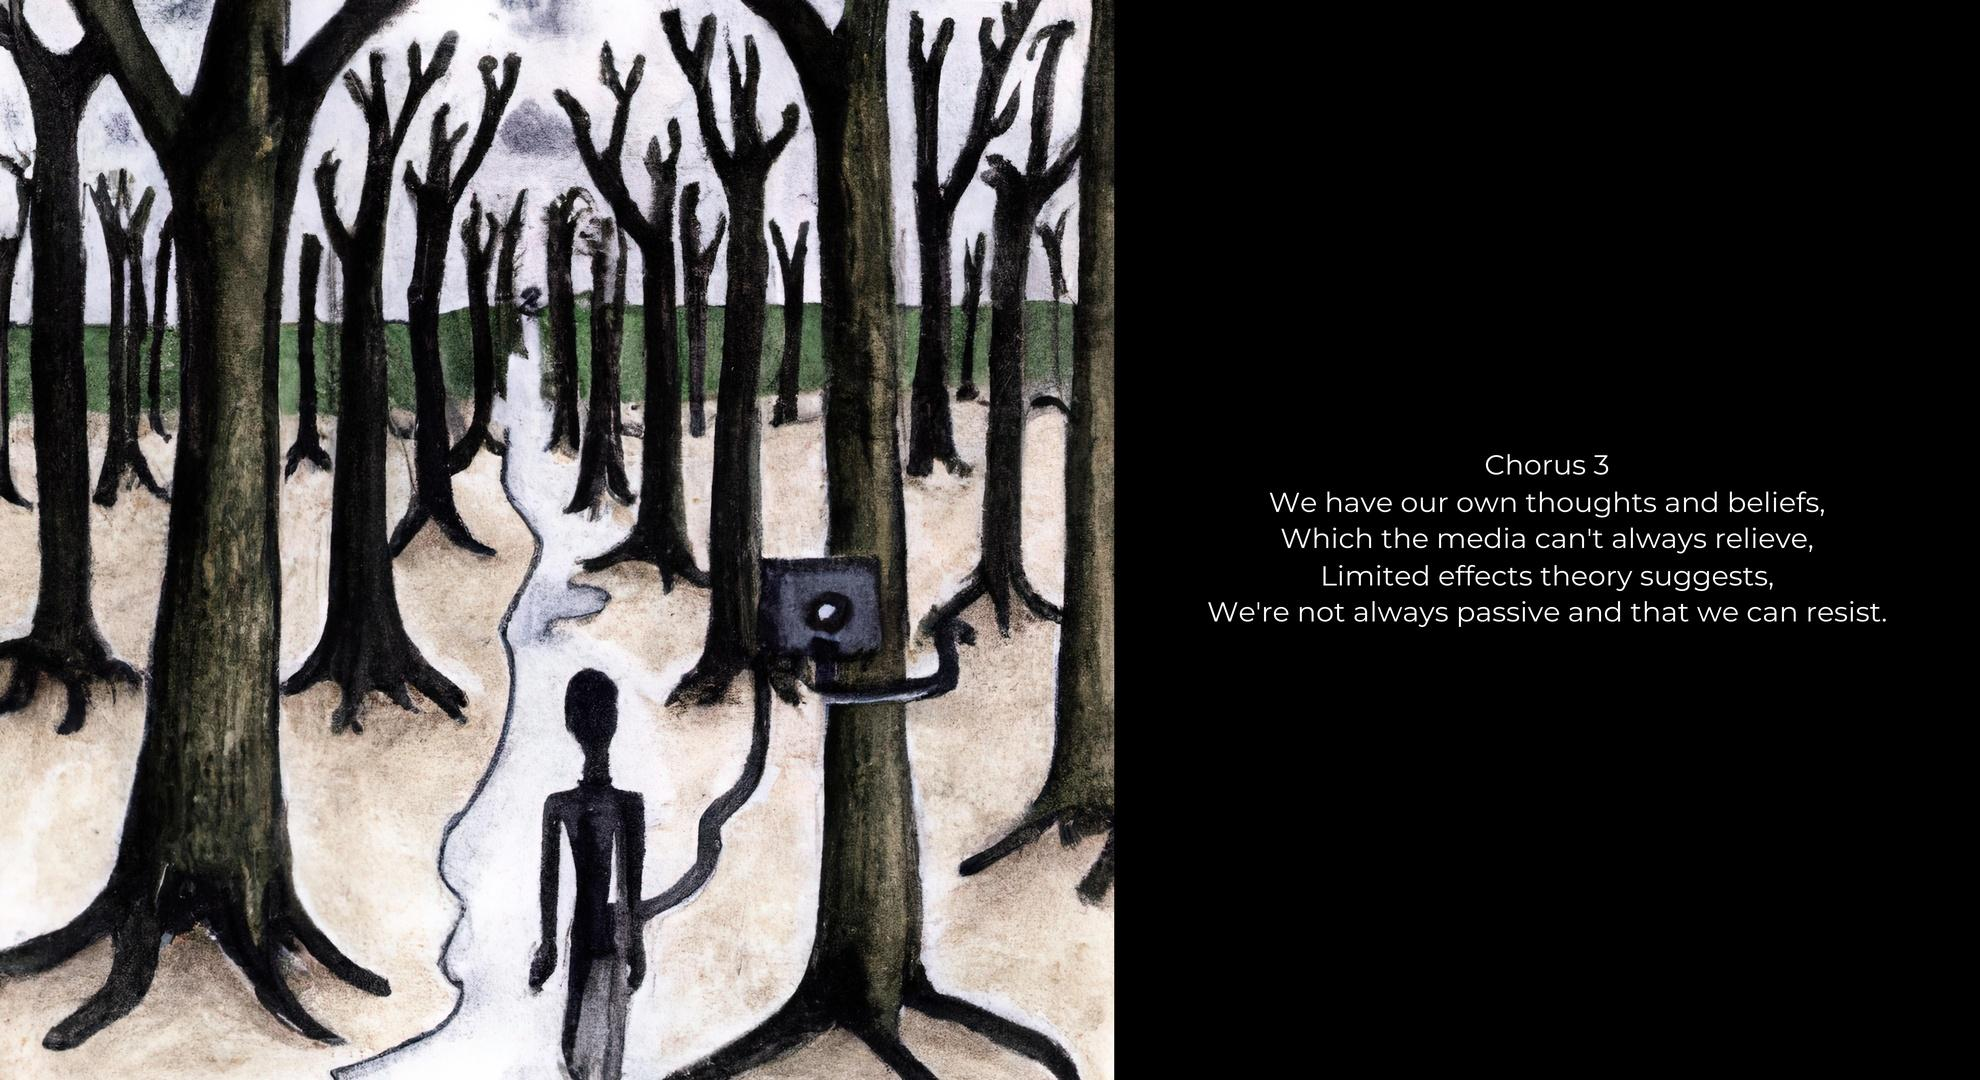 Chorus 3
We have our own thoughts and beliefs,
Which the media can't always relieve,
Limited effects theory suggests,
We're not always passive and that we can resist.